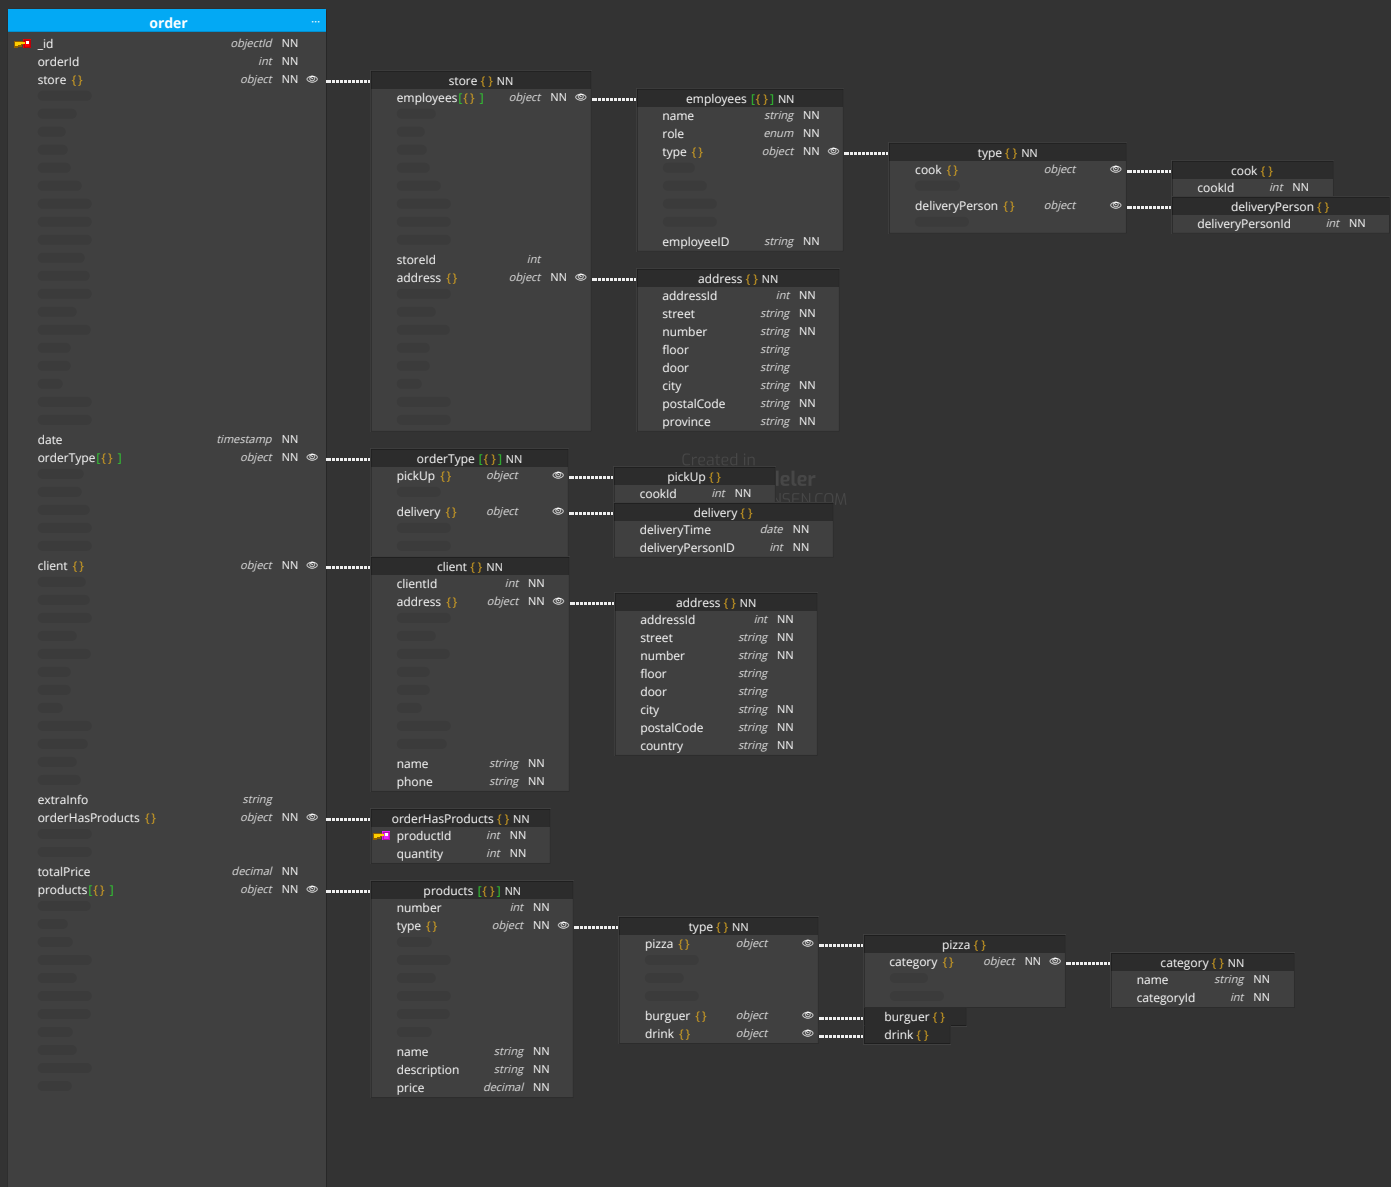 order ...
_id objectId NN
orderId int NN
store {} object NN
date timestamp NN
orderType[{} ] object NN
client {} object NN
extraInfo string
orderHasProducts {} object NN
totalPrice decimal NN
products[{} ] object NN
store {} NN
employees[{} ] object NN
storeId int
address {} object NN
employees [{}] NN
name string NN
role enum NN
type {} object NN
employeeID string NN
type {} NN
cook {} object
deliveryPerson {} object
cook {}
cookId int NN
deliveryPerson {}
deliveryPersonId int NN
address {} NN
addressId int NN
street string NN
number string NN
floor string
door string
city string NN
postalCode string NN
province string NN
orderType [{}] NN
pickUp {} object
delivery {} object
Created in
pickUp {}
cookId int NN
delivery {}
deliveryTime date NN
deliveryPersonID int NN
client {} NN
clientId int NN
address {} object NN
name string NN
phone string NN
address {} NN
addressId int NN
street string NN
number string NN
floor string
door string
city string NN
postalCode string NN
country string NN
orderHasProducts {} NN
productId int NN
quantity int NN
products [{}] NN
number int NN
type {} object NN
name string NN
description string NN
price decimal NN
type {} NN
pizza {} object
burguer {} object
drink {} object
pizza {}
category {} object NN
burguer {}
drink {}
category {} NN
name string NN
categoryId int NN